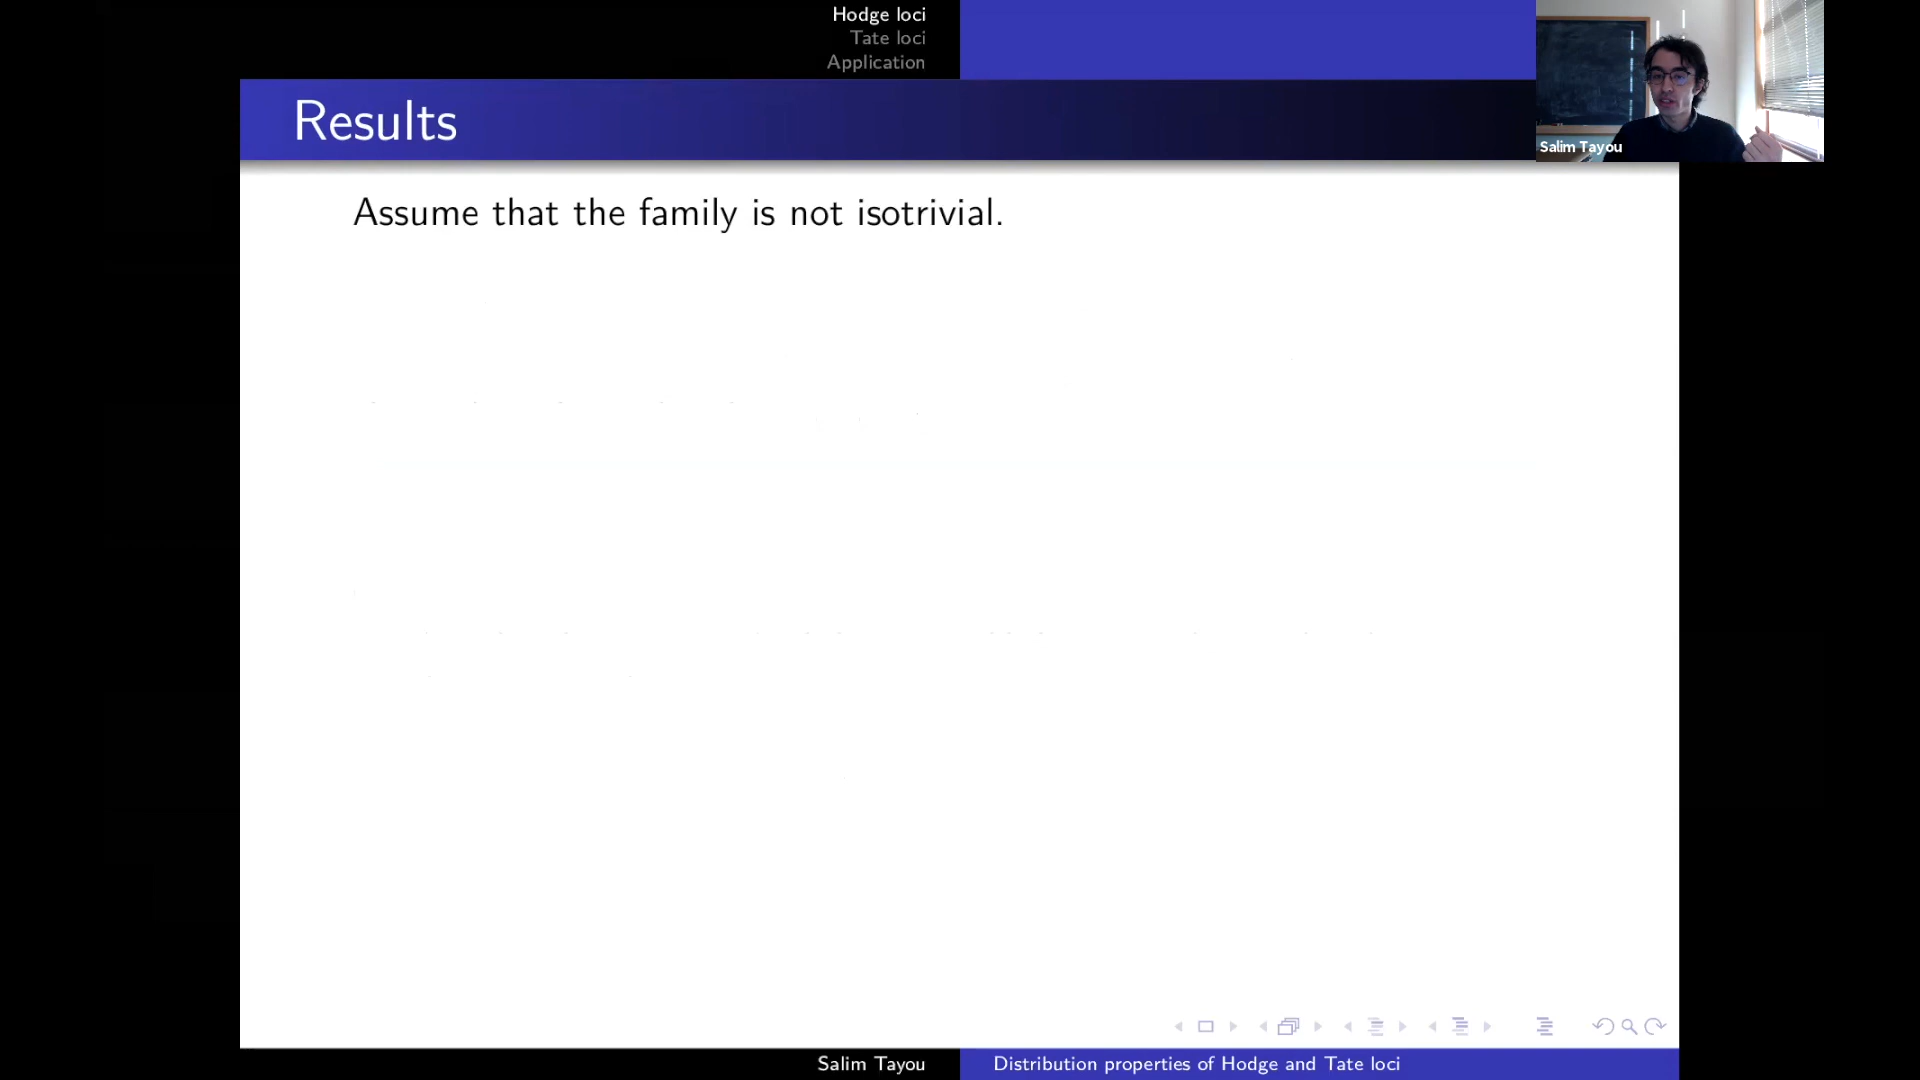 Hodge loci
Tate loci
Application
Results
Salim Tayou
Assume that the family is not isotrivial.
Salim Tayou
Distribution properties of Hodge and Tate loci